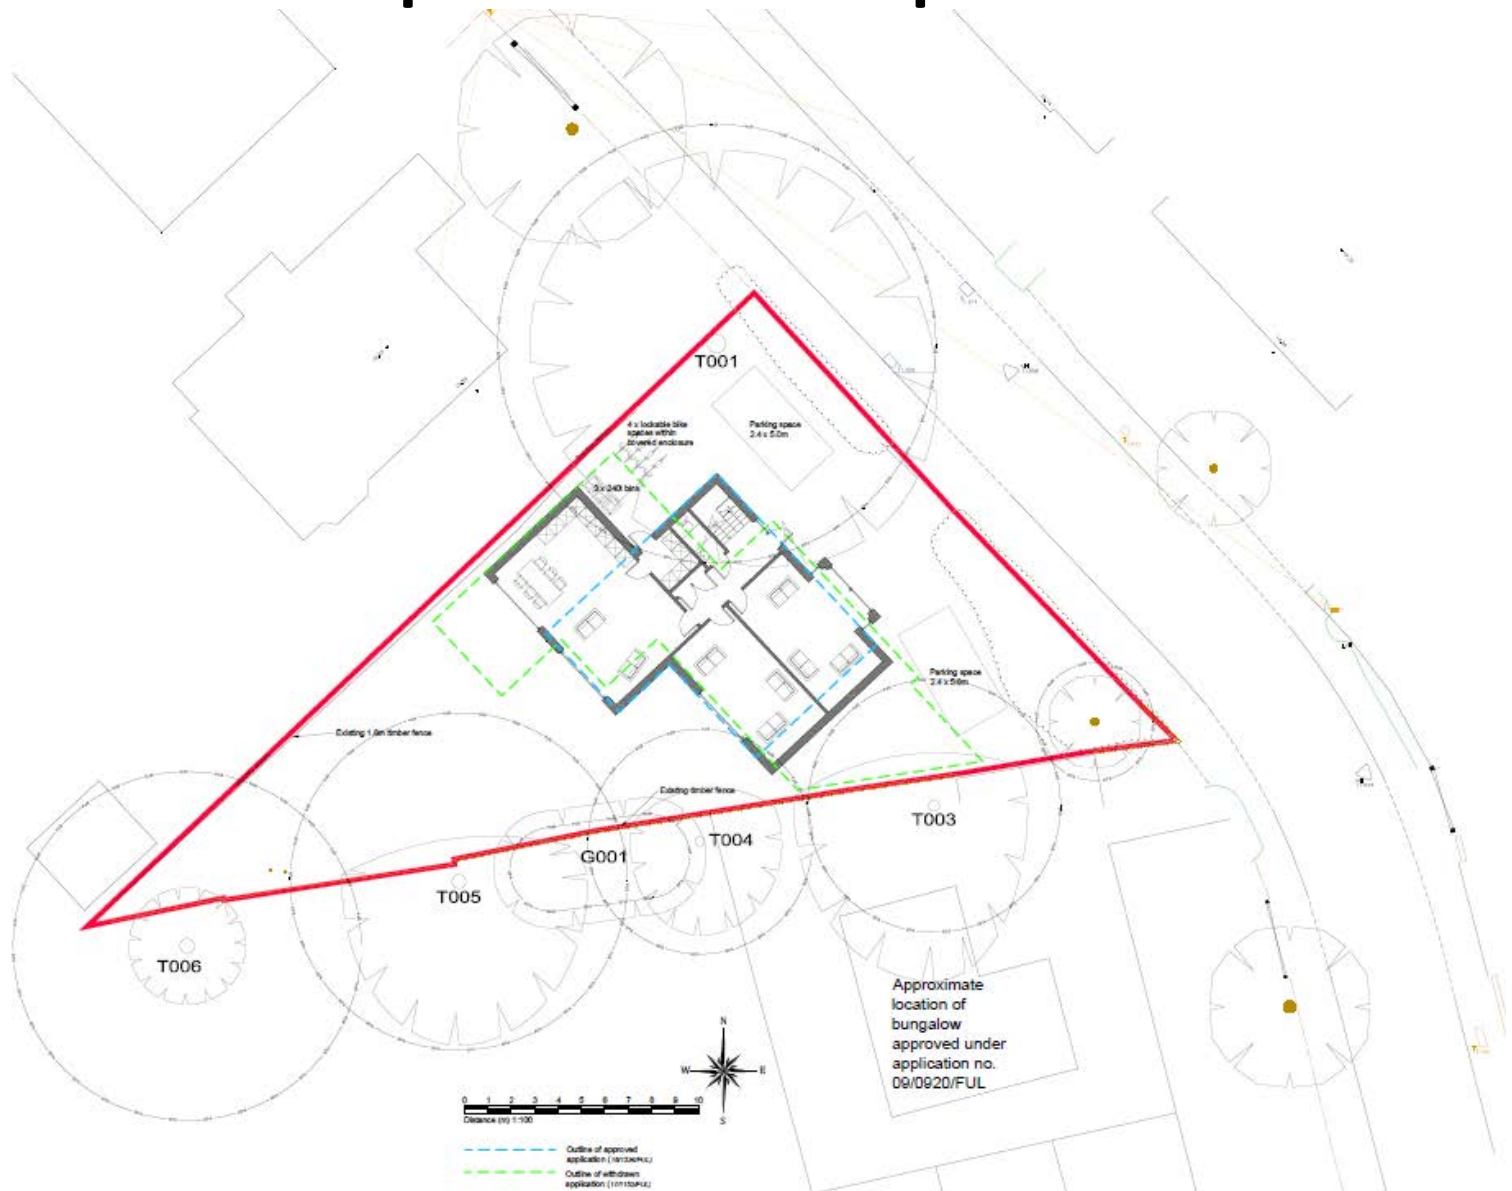 T001
4 x lockable bike
spaces within
covered enclosure
Parking space
2.4 x 5.0m
3 x 240l bins
Parking space
2.4 x 5.0m
Existing 1.8m timber fence
Existing timber fence
T003
T004
G001
T005
T006
Approximate
location of
bungalow
approved under
application no.
09/0920/FUL
N
W
E
S
0 1 2 3 4 5 6 7 8 9 10
Distance (m) 1:100
Outline of approved
application
Outline of withdrawn
application